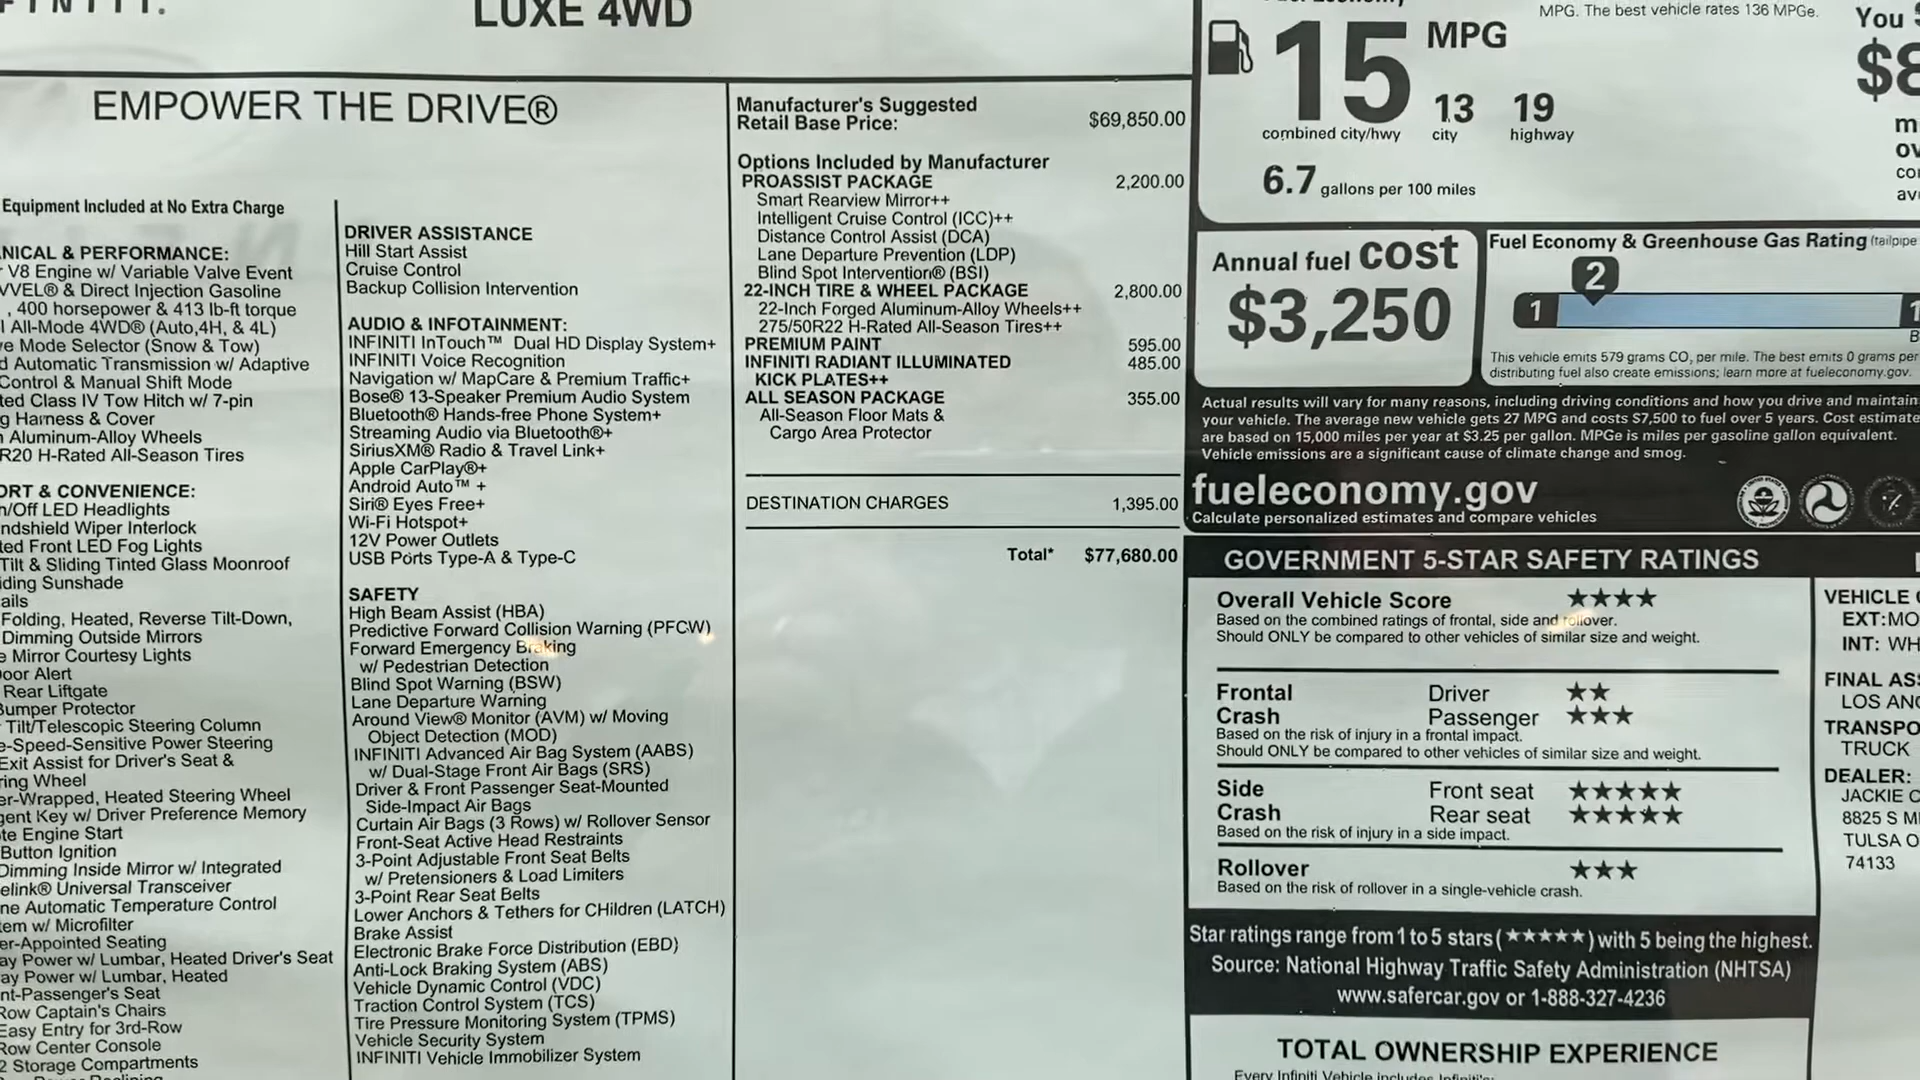 LUXE 4WD
EMPOWER THE DRIVE®
Equipment Included at No Extra Charge
& PERFORMANCE:
V8 Engine w/ Variable Valve Event
& Direct Injection Gasoline
, 400 horsepower & 413 lb-ft torque
All-Mode 4WD® (Auto,4H, & 4L)
Mode Selector (Snow & Tow)
Automatic Transmission w/ Adaptive
Control & Manual Shift Mode
Class IV Tow Hitch w/ 7-pin
Harness & Cover
Aluminum-Alloy Wheels
R20 H-Rated All-Season Tires
& CONVENIENCE:
/Off LED Headlights
Wiper Interlock
Front LED Fog Lights
Tilt & Sliding Tinted Glass Moonroof
Sunshade
Folding, Heated, Reverse Tilt-Down,
Dimming Outside Mirrors
Mirror Courtesy Lights
Alert
Rear Liftgate
Bumper Protector
Tilt/Telescopic Steering Column
-Speed-Sensitive Power Steering
Exit Assist for Driver's Seat &
Wheel
-Wrapped, Heated Steering Wheel
Key w/ Driver Preference Memory
Engine Start
Button Ignition
Dimming Inside Mirror w/ Integrated
Universal Transceiver
Automatic Temperature Control
w/ Microfilter
-Appointed Seating
Power w/ Lumbar, Heated Driver's Seat
Power w/ Lumbar, Heated
-Passenger's Seat
Row Captain's Chairs
Easy Entry for 3rd-Row
Row Center Console
2 Storage Compartments
DRIVER ASSISTANCE
Hill Start Assist
Cruise Control
Backup Collision Intervention
AUDIO & INFOTAINMENT:
INFINITI InTouch™ Dual HD Display System+
INFINITI Voice Recognition
Navigation w/ MapCare & Premium Traffic+
Bose® 13-Speaker Premium Audio System
Bluetooth® Hands-free Phone System+
Streaming Audio via Bluetooth®+
SiriusXM® Radio & Travel Link+
Apple CarPlay®+
Android Auto™ +
Siri® Eyes Free+
Wi-Fi Hotspot+
12V Power Outlets
USB Ports Type-A & Type-C
SAFETY
High Beam Assist (HBA)
Predictive Forward Collision Warning (PFCW)
Forward Emergency Braking
w/ Pedestrian Detection
Blind Spot Warning (BSW)
Lane Departure Warning
Around View® Monitor (AVM) w/ Moving
Object Detection (MOD)
INFINITI Advanced Air Bag System (AABS)
w/ Dual-Stage Front Air Bags (SRS)
Driver & Front Passenger Seat-Mounted
Side-Impact Air Bags
Curtain Air Bags (3 Rows) w/ Rollover Sensor
Front-Seat Active Head Restraints
3-Point Adjustable Front Seat Belts
w/ Pretensioners & Load Limiters
3-Point Rear Seat Belts
Lower Anchors & Tethers for CHildren (LATCH)
Brake Assist
Electronic Brake Force Distribution (EBD)
Anti-Lock Braking System (ABS)
Vehicle Dynamic Control (VDC)
Traction Control System (TCS)
Tire Pressure Monitoring System (TPMS)
Vehicle Security System
INFINITI Vehicle Immobilizer System
Manufacturer's Suggested
Retail Base Price: $69,850.00
Options Included by Manufacturer
PROASSIST PACKAGE 2,200.00
Smart Rearview Mirror++
Intelligent Cruise Control (ICC)++
Distance Control Assist (DCA)
Lane Departure Prevention (LDP)
Blind Spot Intervention® (BSI)
22-INCH TIRE & WHEEL PACKAGE 2,800.00
22-Inch Forged Aluminum-Alloy Wheels++
275/50R22 H-Rated All-Season Tires++
PREMIUM PAINT 595.00
INFINITI RADIANT ILLUMINATED 485.00
KICK PLATES++
ALL SEASON PACKAGE 355.00
All-Season Floor Mats &
Cargo Area Protector
DESTINATION CHARGES 1,395.00
Total* $77,680.00
MPG. The best vehicle rates 136 MPGe.
15 MPG
13 19
combined city/hwy city highway
6.7 gallons per 100 miles
You
$8
Annual fuel cost
$3,250
Fuel Economy & Greenhouse Gas Rating (tailpipe
2
1
This vehicle emits 579 grams CO₂ per mile. The best emits 0 grams per
distributing fuel also create emissions; learn more at fueleconomy.gov.
Actual results will vary for many reasons, including driving conditions and how you drive and maintain
your vehicle. The average new vehicle gets 27 MPG and costs $7,500 to fuel over 5 years. Cost estimate
are based on 15,000 miles per year at $3.25 per gallon. MPGe is miles per gasoline gallon equivalent.
Vehicle emissions are a significant cause of climate change and smog.
fueleconomy.gov
Calculate personalized estimates and compare vehicles
GOVERNMENT 5-STAR SAFETY RATINGS
Overall Vehicle Score ★★★★
Based on the combined ratings of frontal, side and rollover.
Should ONLY be compared to other vehicles of similar size and weight.
Frontal Driver ★★
Crash Passenger ★★★
Based on the risk of injury in a frontal impact.
Should ONLY be compared to other vehicles of similar size and weight.
Side Front seat ★★★★★
Crash Rear seat ★★★★★
Based on the risk of injury in a side impact.
Rollover ★★★
Based on the risk of rollover in a single-vehicle crash.
Star ratings range from 1 to 5 stars (★★★★★) with 5 being the highest.
Source: National Highway Traffic Safety Administration (NHTSA)
www.safercar.gov or 1-888-327-4236
TOTAL OWNERSHIP EXPERIENCE
Every Infiniti Vehicle includes Infiniti's:
VEHICLE
EXT:MO
INT: WH
FINAL ASS
LOS ANG
TRANSPO
TRUCK
DEALER:
JACKIE C
8825 S M
TULSA O
74133